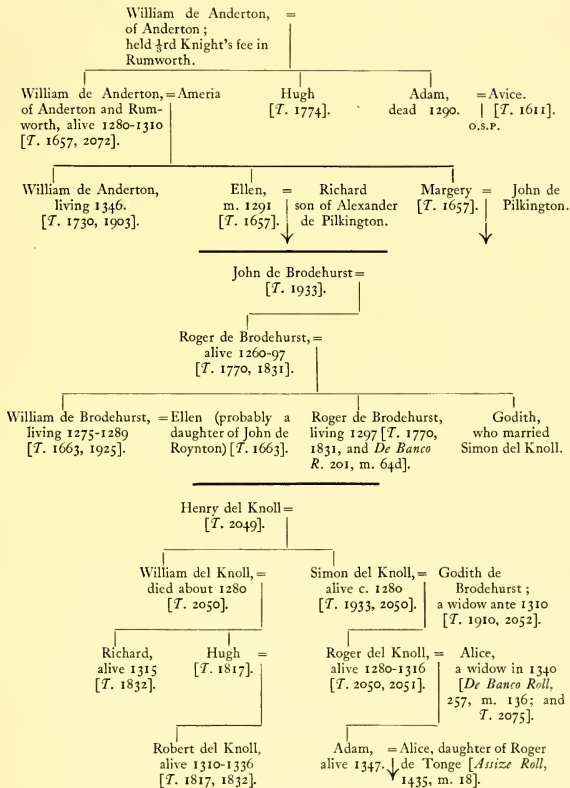 William de Anderton, =
of Anderton ;
held ⅓rd Knight's fee in
Rumworth.
William de Anderton, = Ameria
of Anderton and Rum-
worth, alive 1280-1310
[T. 1657, 2072].
Hugh
[T. 1774].
Adam, = Avice.
dead 1290. [T. 1611].
O.S.P.
William de Anderton,
living 1346.
[T. 1730, 1903].
Ellen, = Richard
m. 1291 son of Alexander
[T. 1657]. de Pilkington.
Margery = John de
[T. 1657]. Pilkington.
John de Brodehurst =
[T. 1933].
Roger de Brodehurst, =
alive 1260-97
[T. 1770, 1831].
William de Brodehurst, = Ellen (probably a
living 1275-1289 daughter of John de
[T. 1663, 1925]. Roynton) [T. 1663].
Roger de Brodehurst,
living 1297 [T. 1770,
1831, and De Banco
R. 201, m. 64d].
Godith,
who married
Simon del Knoll.
Henry del Knoll =
[T. 2049].
William del Knoll, =
died about 1280
[T. 2050].
Simon del Knoll, = Godith de
alive c. 1280 Brodehurst ;
[T. 1933, 2050]. a widow ante 1310
[T. 1910, 2052].
Richard,
alive 1315
[T. 1832].
Hugh =
[T. 1817].
Roger del Knoll, = Alice,
alive 1280-1316 a widow in 1340
[T. 2050, 2051]. [De Banco Roll,
257, m. 136; and
T. 2075].
Robert del Knoll,
alive 1310-1336
[T. 1817, 1832].
Adam, = Alice, daughter of Roger
alive 1347. de Tonge [Assize Roll,
1435, m. 18].